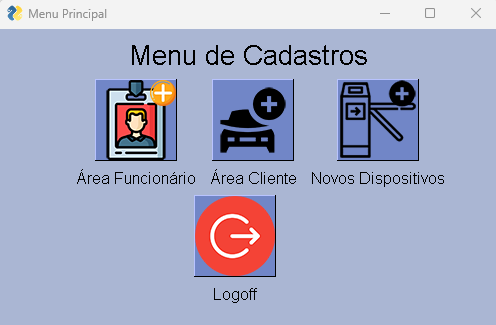 Menu Principal
Menu de Cadastros
Área Funcionário Área Cliente Novos Dispositivos
Logoff